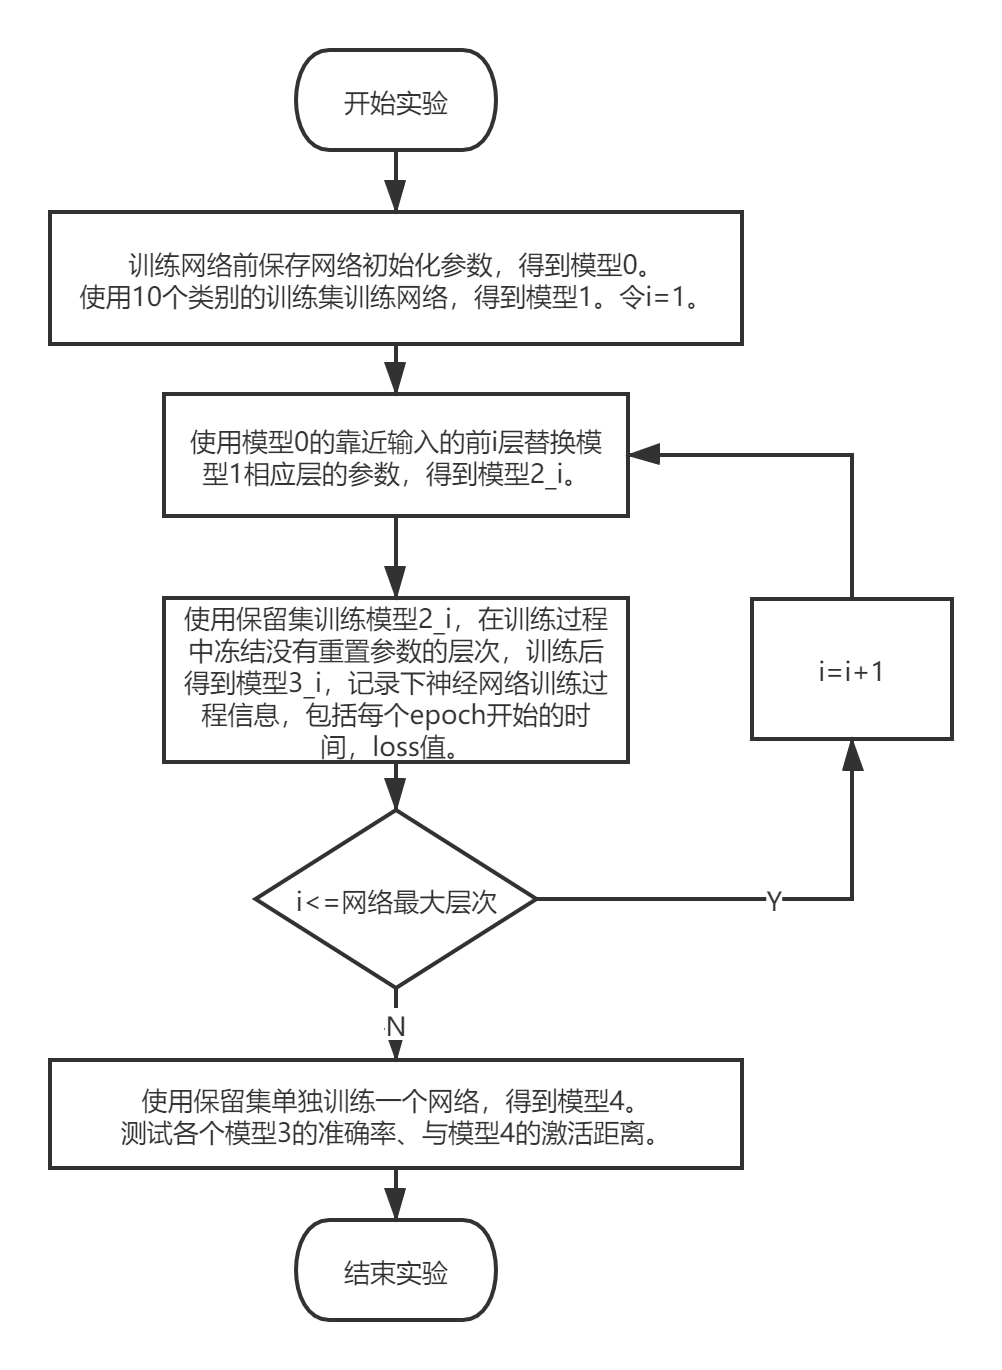 开始实验
训练网络前保存网络初始化参数，得到模型0。
使用10个类别的训练集训练网络，得到模型1。令i=1。
使用模型0的靠近输入的前i层替换模
型1相应层的参数，得到模型2_i。
使用保留集训练模型2_i，在训练过程
中冻结没有重置参数的层次，训练后
得到模型3_i，记录下神经网络训练过
程信息，包括每个epoch开始的时
间，loss值。
i=i+1
i<=网络最大层次
Y
N
使用保留集单独训练一个网络，得到模型4。
测试各个模型3的准确率、与模型4的激活距离。
结束实验